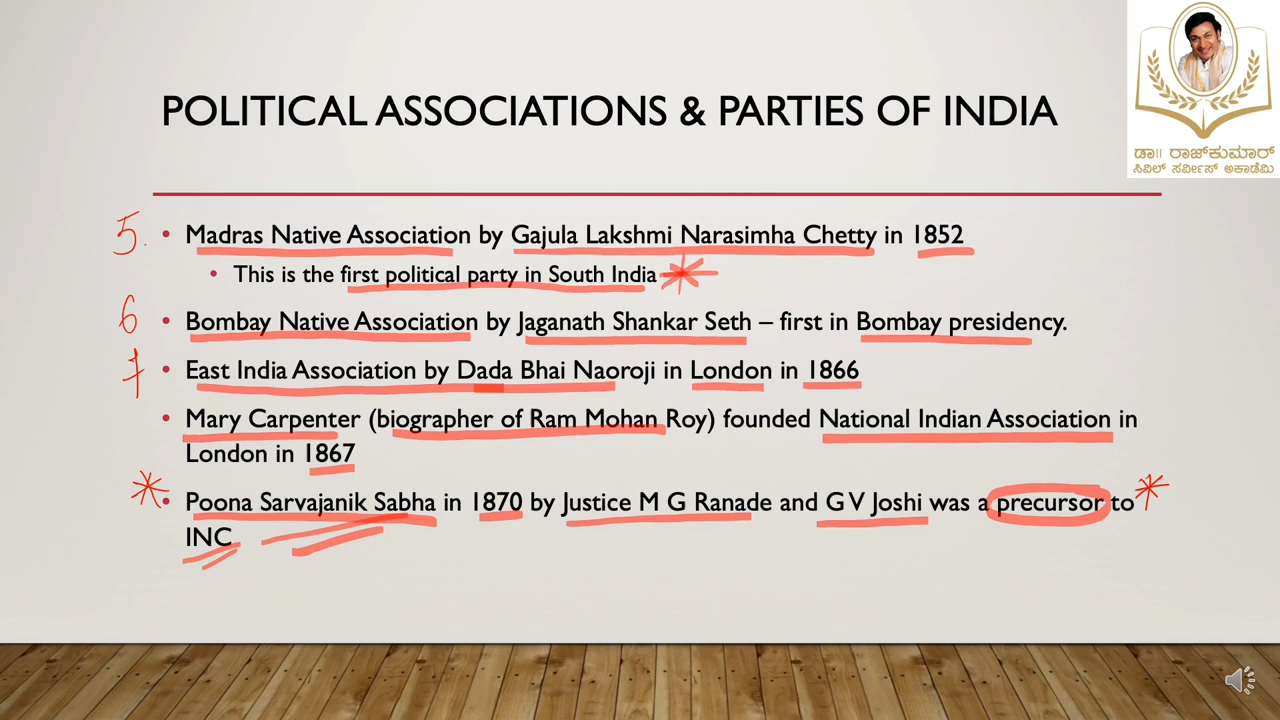 ಡಾ|| ರಾಜ್‌ಕುಮಾರ್
ಸಿವಿಲ್ ಸರ್ವೀಸ್ ಅಕಾಡೆಮಿ
POLITICAL ASSOCIATIONS & PARTIES OF INDIA
5. • Madras Native Association by Gajula Lakshmi Narasimha Chetty in 1852
• This is the first political party in South India *
6 • Bombay Native Association by Jaganath Shankar Seth – first in Bombay presidency.
7 • East India Association by Dada Bhai Naoroji in London in 1866
• Mary Carpenter (biographer of Ram Mohan Roy) founded National Indian Association in
London in 1867
* • Poona Sarvajanik Sabha in 1870 by Justice M G Ranade and G V Joshi was a precursor to *
INC